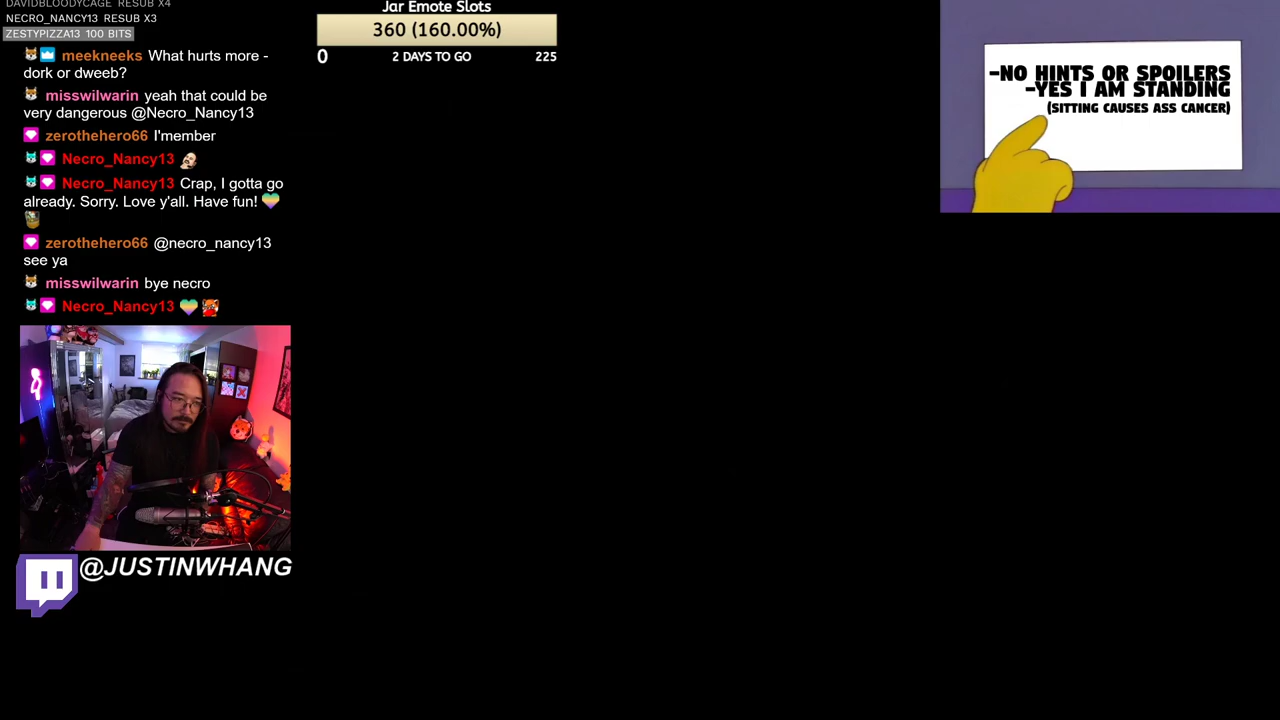 DAVIDBLOODYCAGE RESUB X4
NECRO_NANCY13 RESUB X3
ZESTYPIZZA13 100 BITS
meekneeks What hurts more -
dork or dweeb?
misswilwarin yeah that could be
very dangerous @Necro_Nancy13
zerothehero66 I'member
Necro_Nancy13
Necro_Nancy13 Crap, I gotta go
already. Sorry. Love y'all. Have fun!
zerothehero66 @necro_nancy13
see ya
misswilwarin bye necro
Necro_Nancy13
@JUSTINWHANG
Jar Emote Slots
360 (160.00%)
0 2 DAYS TO GO 225
-NO HINTS OR SPOILERS
-YES I AM STANDING
(SITTING CAUSES ASS CANCER)